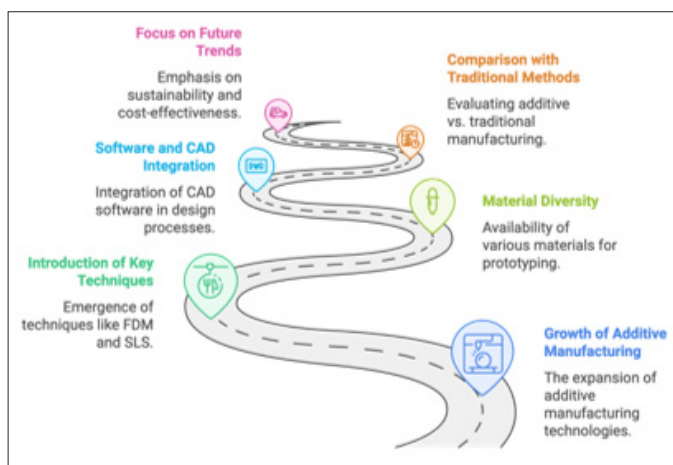 Focus on Future
Trends
Emphasis on
sustainability and
cost-effectiveness.
Comparison with
Traditional Methods
Evaluating additive
vs. traditional
manufacturing.
Software and CAD
Integration
Integration of CAD
software in design
processes.
DWG
Material Diversity
Availability of
various materials for
prototyping.
Introduction of Key
Techniques
Emergence of
techniques like FDM
and SLS.
Growth of Additive
Manufacturing
The expansion of
additive
manufacturing
technologies.